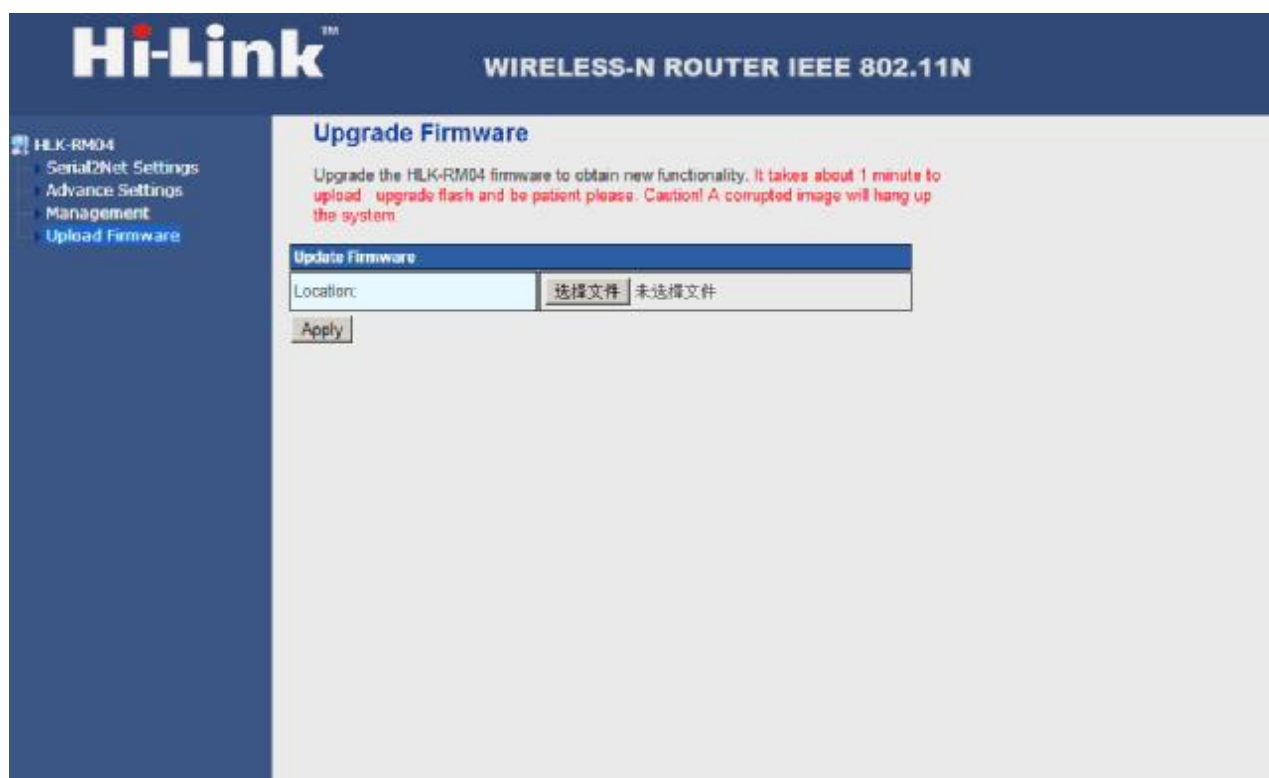 Hi-Link™
WIRELESS-N ROUTER IEEE 802.11N
HLK-RM04
Serial2Net Settings
Advance Settings
Management
Upload Firmware
Upgrade Firmware
Upgrade the HLK-RM04 firmware to obtain new functionality. It takes about 1 minute to
upload upgrade flash and be patient please. Caution! A corrupted image will hang up
the system.
Update Firmware
Location: 选择文件 未选择文件
Apply